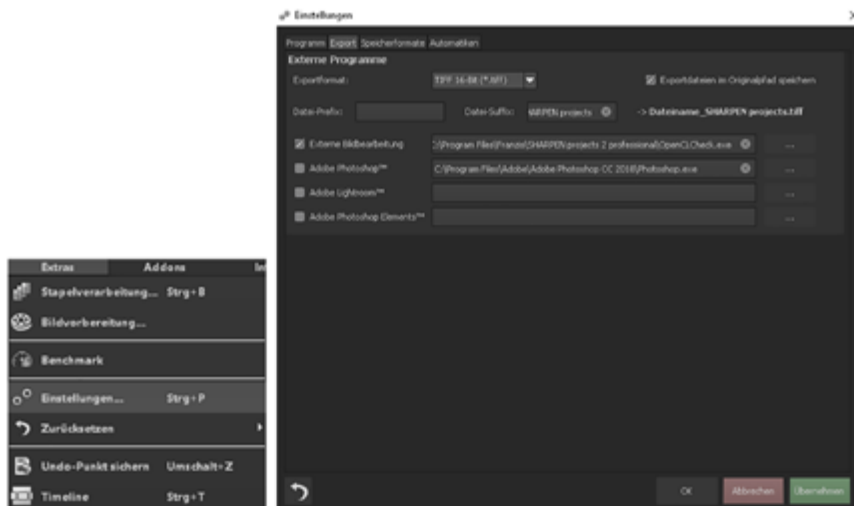 Einstellungen
Programm Export Speicherformate Automatiken
Externe Programme
Exportformat: TIFF 16-Bit (*.tiff) Exportdateien im Originalpfad speichern
Datei-Prefix: Datei-Suffix: projects -> Dateiname_SHARPEN projects.tiff
Externe Bildbearbeitung :\Program Files\Franzis\SHARPEN projects 2 professional\OpenCLCheck.exe ...
Adobe Photoshop™ C:\Program Files\Adobe\Adobe Photoshop CC 2018\Photoshop.exe ...
Adobe Lightroom™ ...
Adobe Photoshop Elements™ ...
OK Abbrechen Übernehmen
Extras Addons In
Stapelverarbeitung... Strg+B
Bildvorbereitung...
Benchmark
Einstellungen... Strg+P
Zurücksetzen
Undo-Punkt sichern Umschalt+Z
Timeline Strg+T